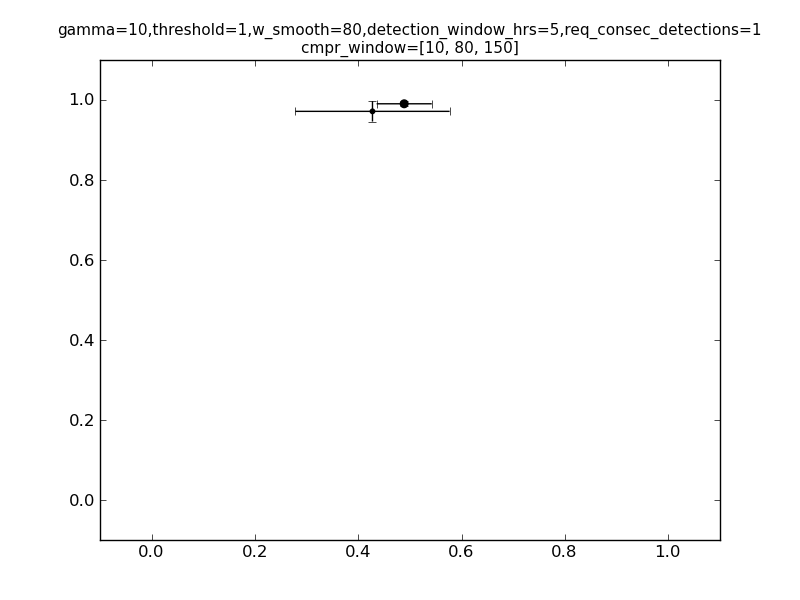 gamma=10,threshold=1,w_smooth=80,detection_window_hrs=5,req_consec_detections=1
cmpr_window=[10, 80, 150]
1.0
0.8
0.6
0.4
0.2
0.0
0.0 0.2 0.4 0.6 0.8 1.0